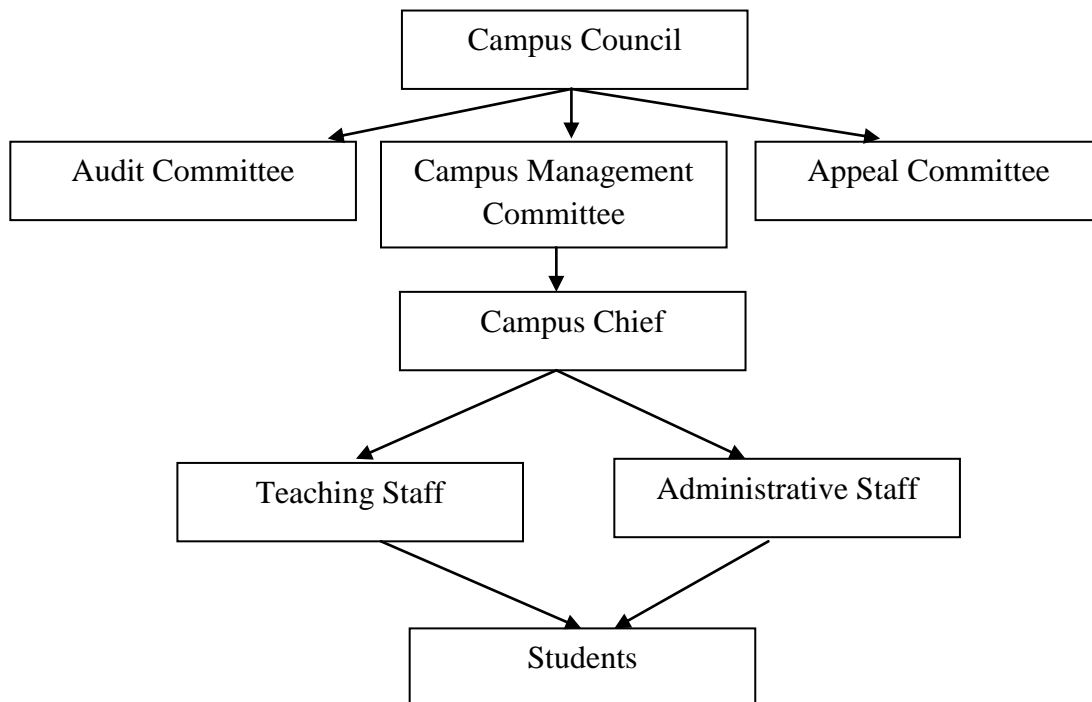 Campus Council
Audit Committee
Campus Management
Committee
Appeal Committee
Campus Chief
Teaching Staff
Administrative Staff
Students